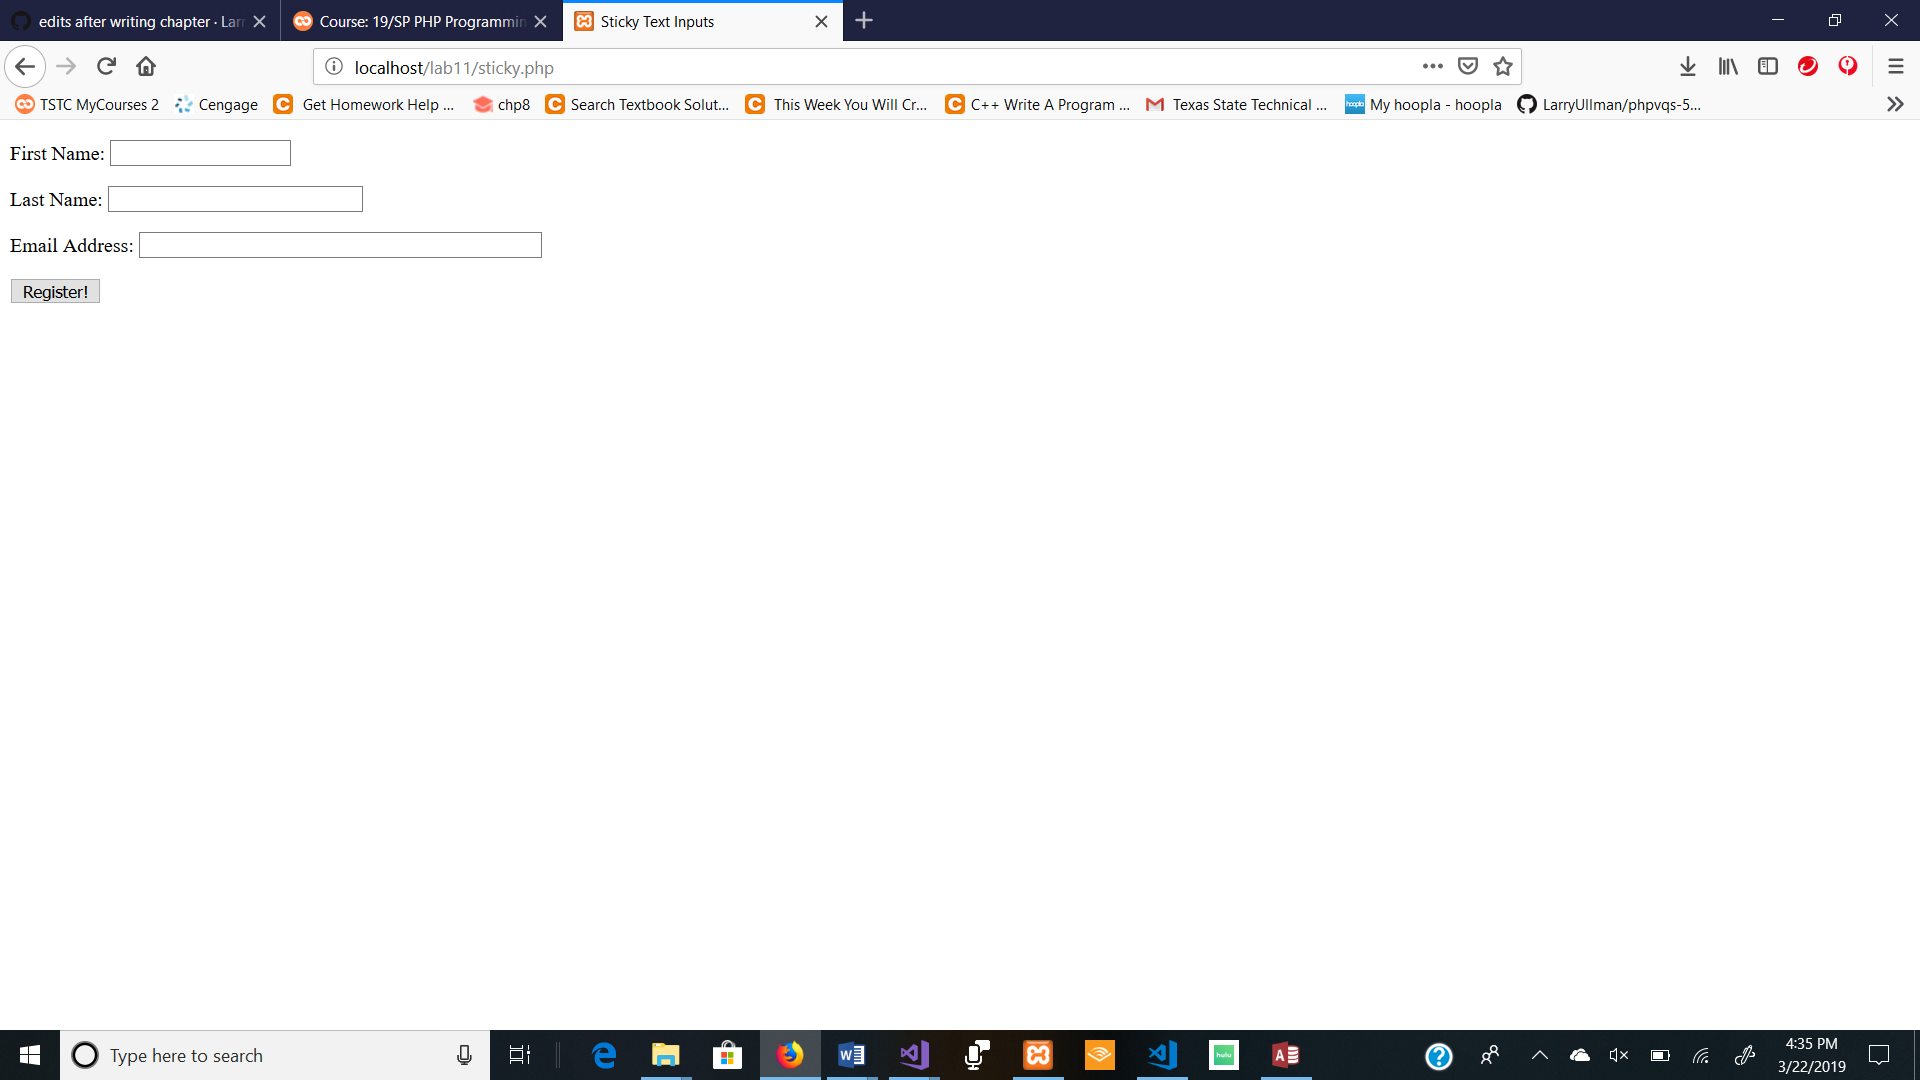 edits after writing chapter · Larr
Course: 19/SP PHP Programmin
Sticky Text Inputs
localhost/lab11/sticky.php
TSTC MyCourses 2
Cengage
Get Homework Help ...
chp8
Search Textbook Solut...
This Week You Will Cr...
C++ Write A Program ...
Texas State Technical ...
hoopla
My hoopla - hoopla
LarryUllman/phpvqs-5...
First Name:
Last Name:
Email Address:
Register!
Type here to search
hulu
4:35 PM
3/22/2019